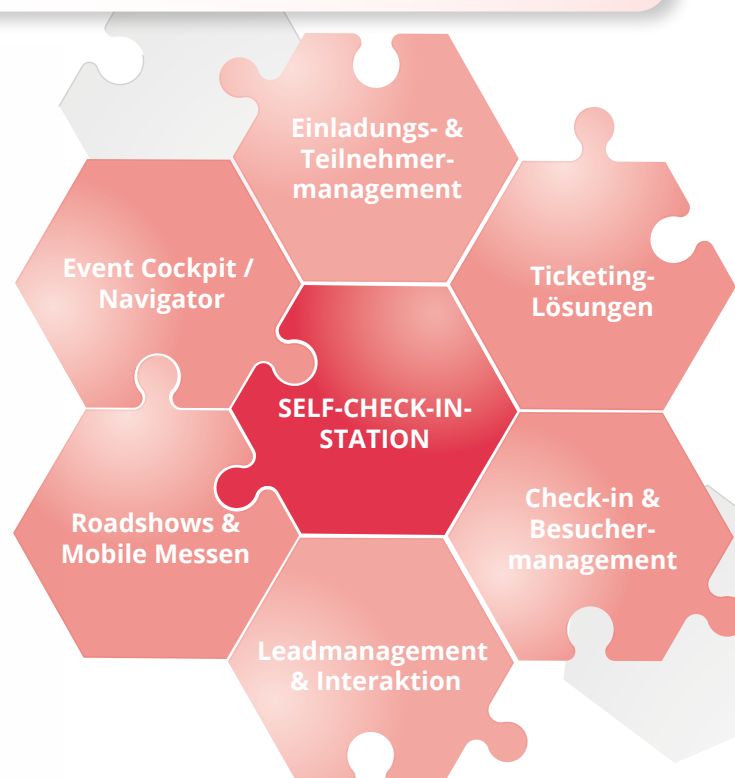 Einladungs- &
Teilnehmer-
management
Event Cockpit /
Navigator
Ticketing-
Lösungen
SELF-CHECK-IN-
STATION
Roadshows &
Mobile Messen
Check-in &
Besucher-
management
Leadmanagement
& Interaktion